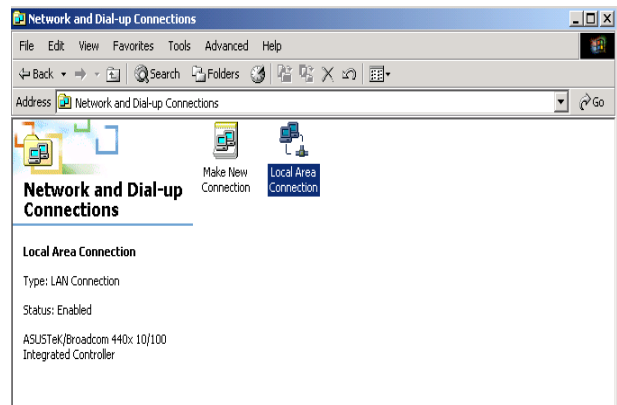 Network and Dial-up Connections
File Edit View Favorites Tools Advanced Help
Back Search Folders
Address Network and Dial-up Connections Go
Make New
Connection
Local Area
Connection
Network and Dial-up
Connections
Local Area Connection
Type: LAN Connection
Status: Enabled
ASUSTeK/Broadcom 440x 10/100
Integrated Controller